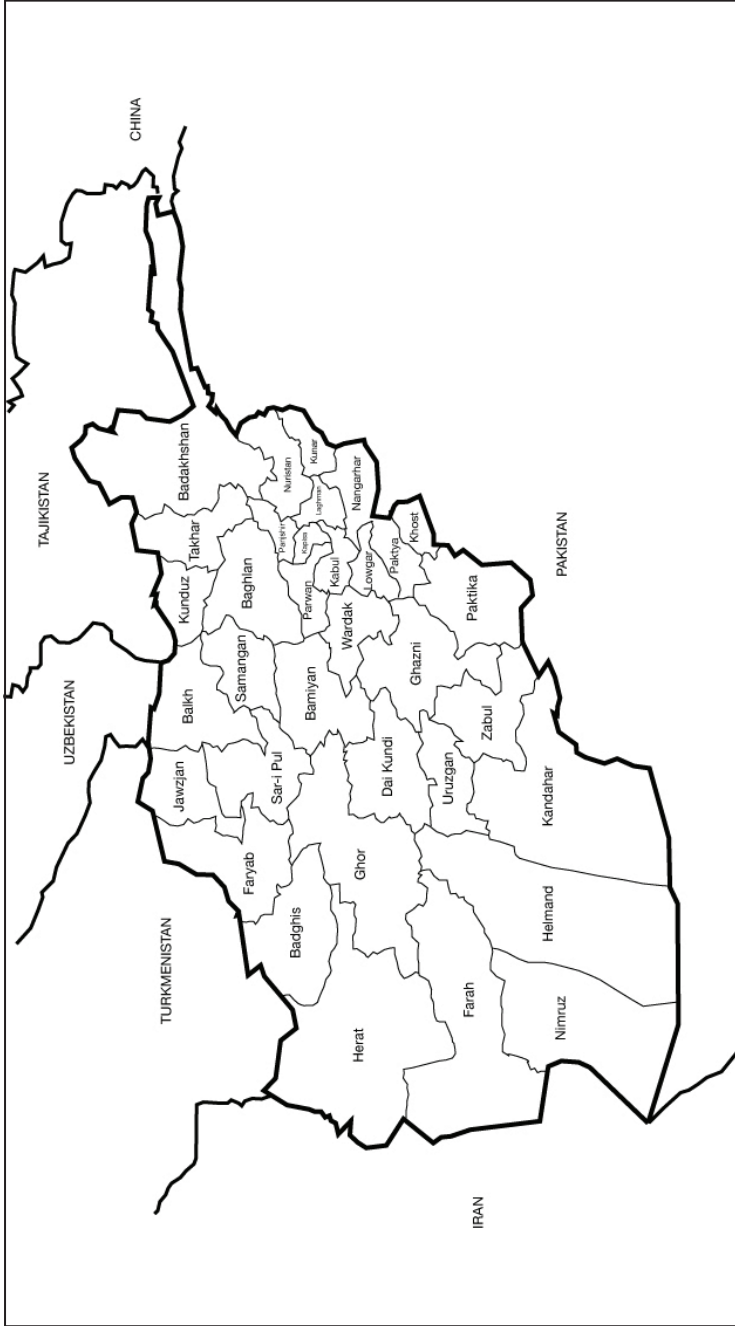 CHINA
TAJIKISTAN
UZBEKISTAN
TURKMENISTAN
IRAN
PAKISTAN
Badakhshan
Takhar
Kunduz
Balkh
Jawzjan
Faryab
Badghis
Herat
Baghlan
Samangan
Sar-i Pul
Bamiyan
Ghor
Dai Kundi
Nuristan
Kunar
Laghman
Nangarhar
Panjshir
Kapisa
Parwan
Kabul
Wardak
Lowgar
Paktya
Khost
Ghazni
Paktika
Uruzgan
Zabul
Kandahar
Helmand
Farah
Nimruz